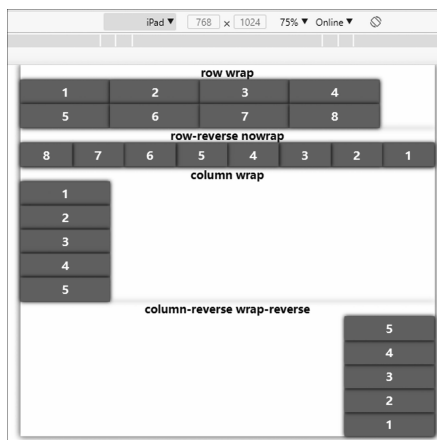 iPad ▼ 768 x 1024 75% ▼ Online ▼
row wrap
1 2 3 4
5 6 7 8
row-reverse nowrap
8 7 6 5 4 3 2 1
column wrap
1
2
3
4
5
column-reverse wrap-reverse
5
4
3
2
1